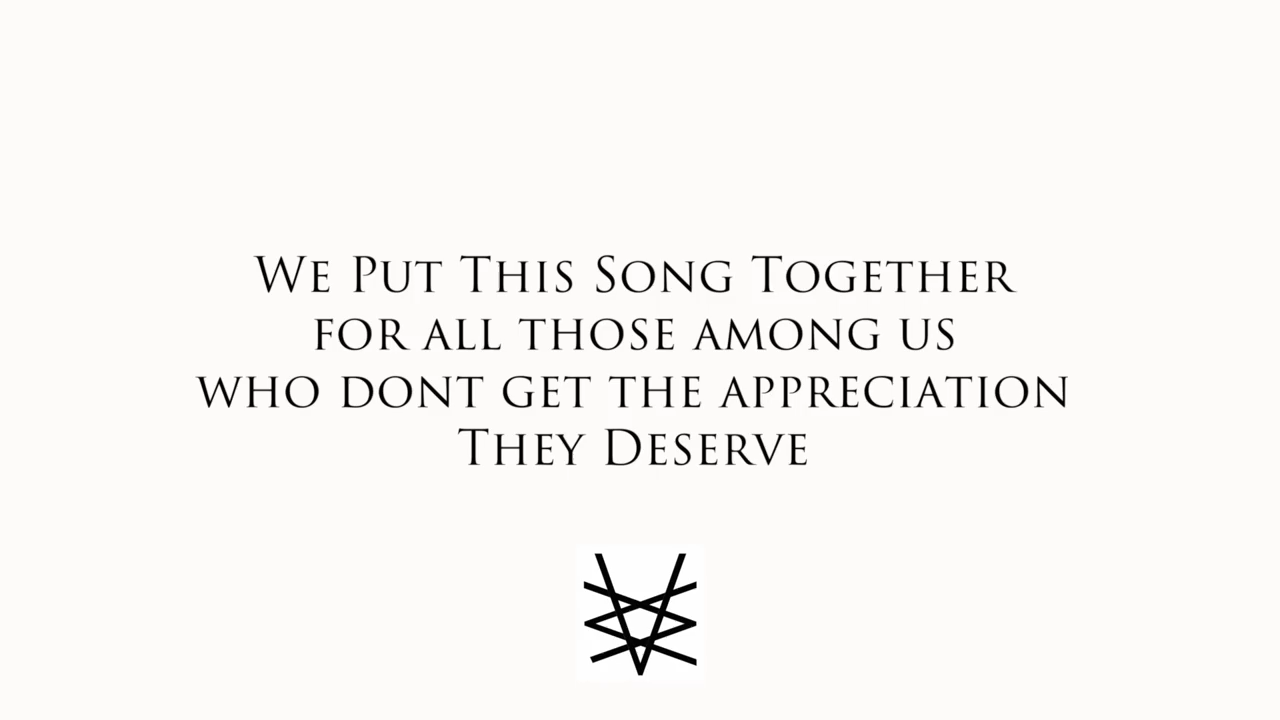 We Put This Song Together
for all those among us
who dont get the appreciation
They Deserve